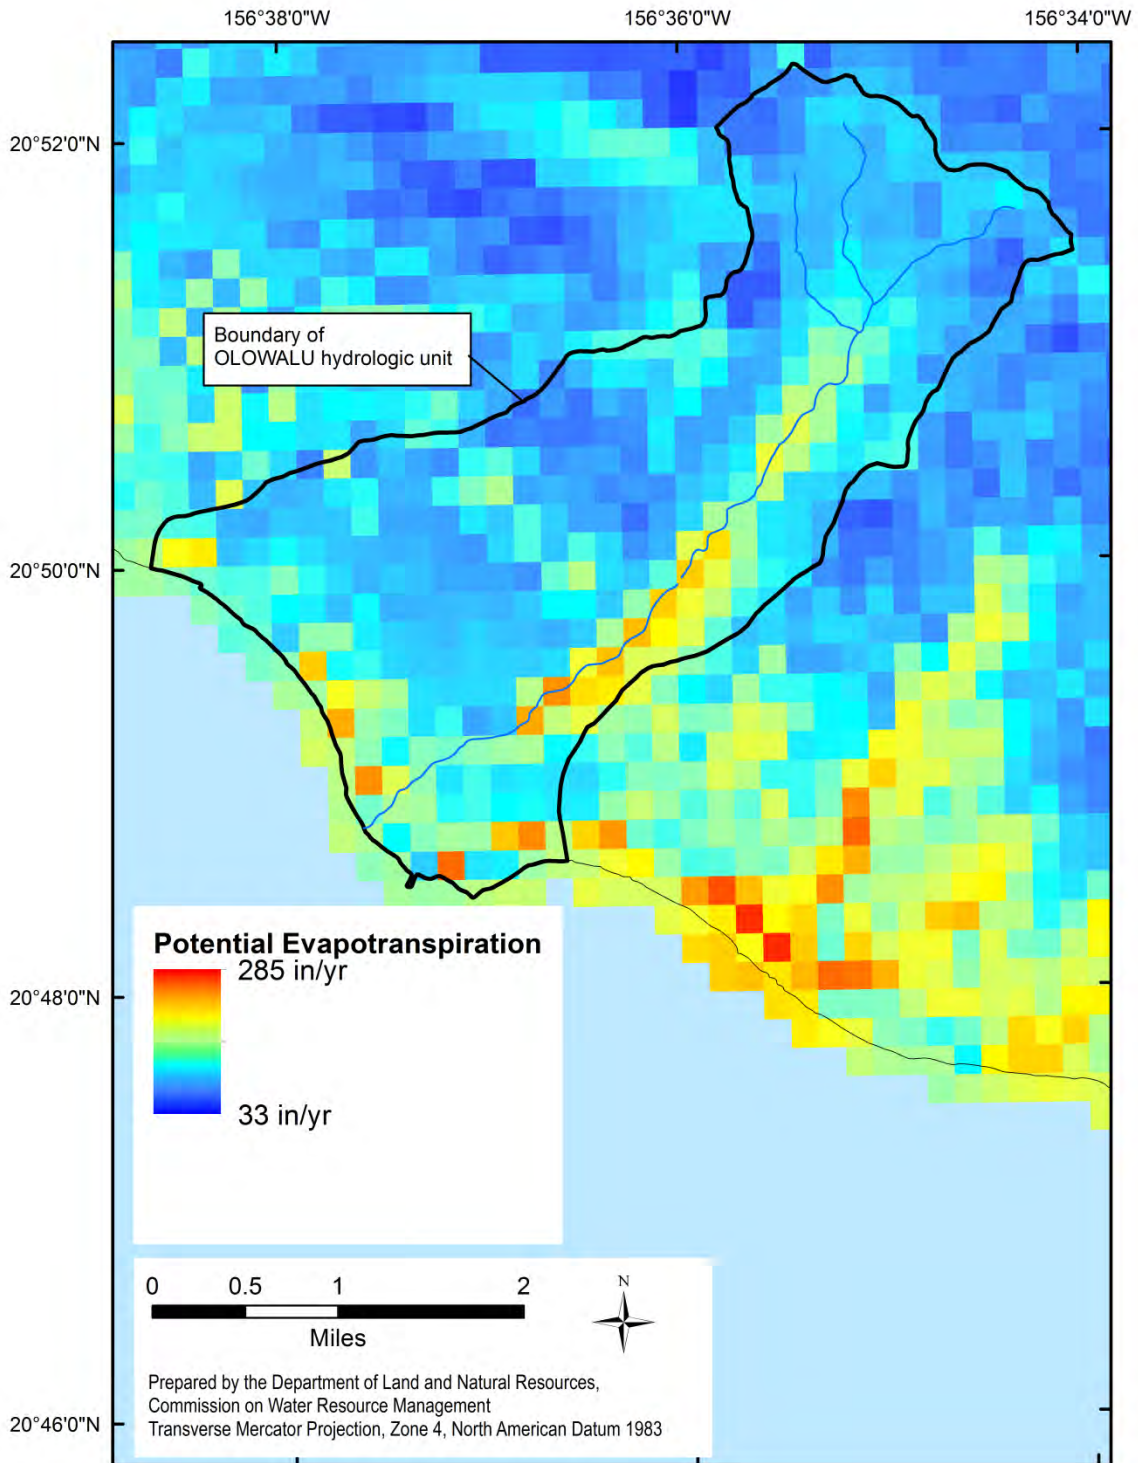 156°38'0"W
156°36'0"W
156°34'0"W
20°52'0"N
Boundary of
OLOWALU hydrologic unit
20°50'0"N
20°48'0"N
Potential Evapotranspiration
285 in/yr
33 in/yr
0 0.5 1 2
Miles
N
Prepared by the Department of Land and Natural Resources,
Commission on Water Resource Management
Transverse Mercator Projection, Zone 4, North American Datum 1983
20°46'0"N